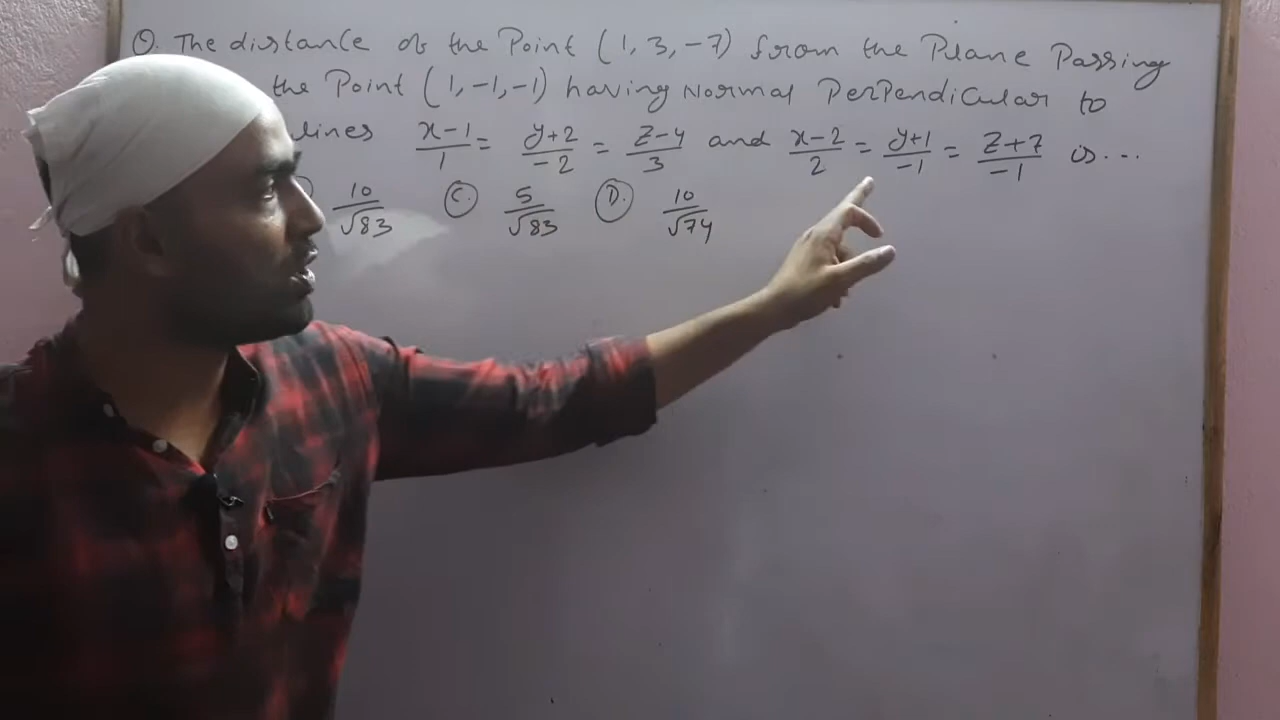 Q. The distance of the Point (1, 3, -7) from the Plane Passing
the Point (1, -1, -1) having Normal Perpendicular to
lines x-1/1 = y+2/-2 = z-4/3 and x-2/2 = y+1/-1 = z+7/-1 is...
10/√83 C. 5/√83 D. 10/√74